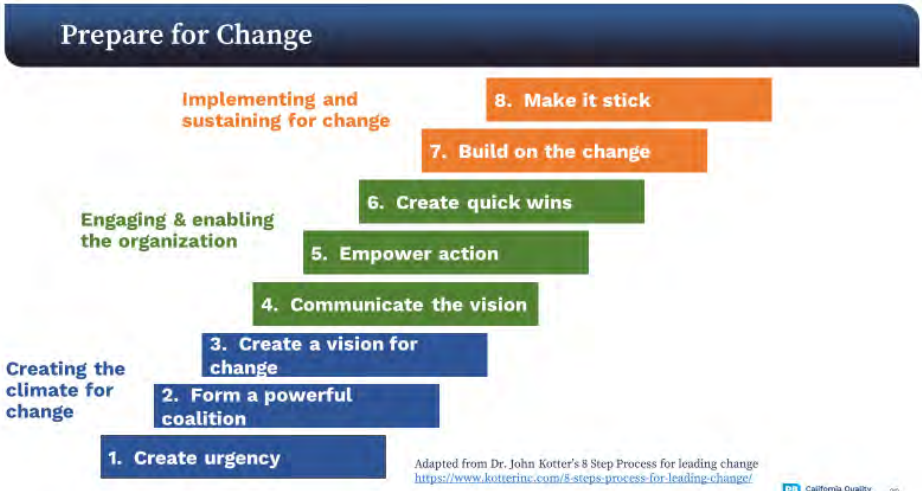 Prepare for Change
Implementing and
sustaining for change
8. Make it stick
7. Build on the change
6. Create quick wins
Engaging & enabling
the organization
5. Empower action
4. Communicate the vision
3. Create a vision for
change
Creating the
climate for
change
2. Form a powerful
coalition
1. Create urgency
Adapted from Dr. John Kotter's 8 Step Process for leading change
https://www.kotterinc.com/8-steps-process-for-leading-change/
California Quality